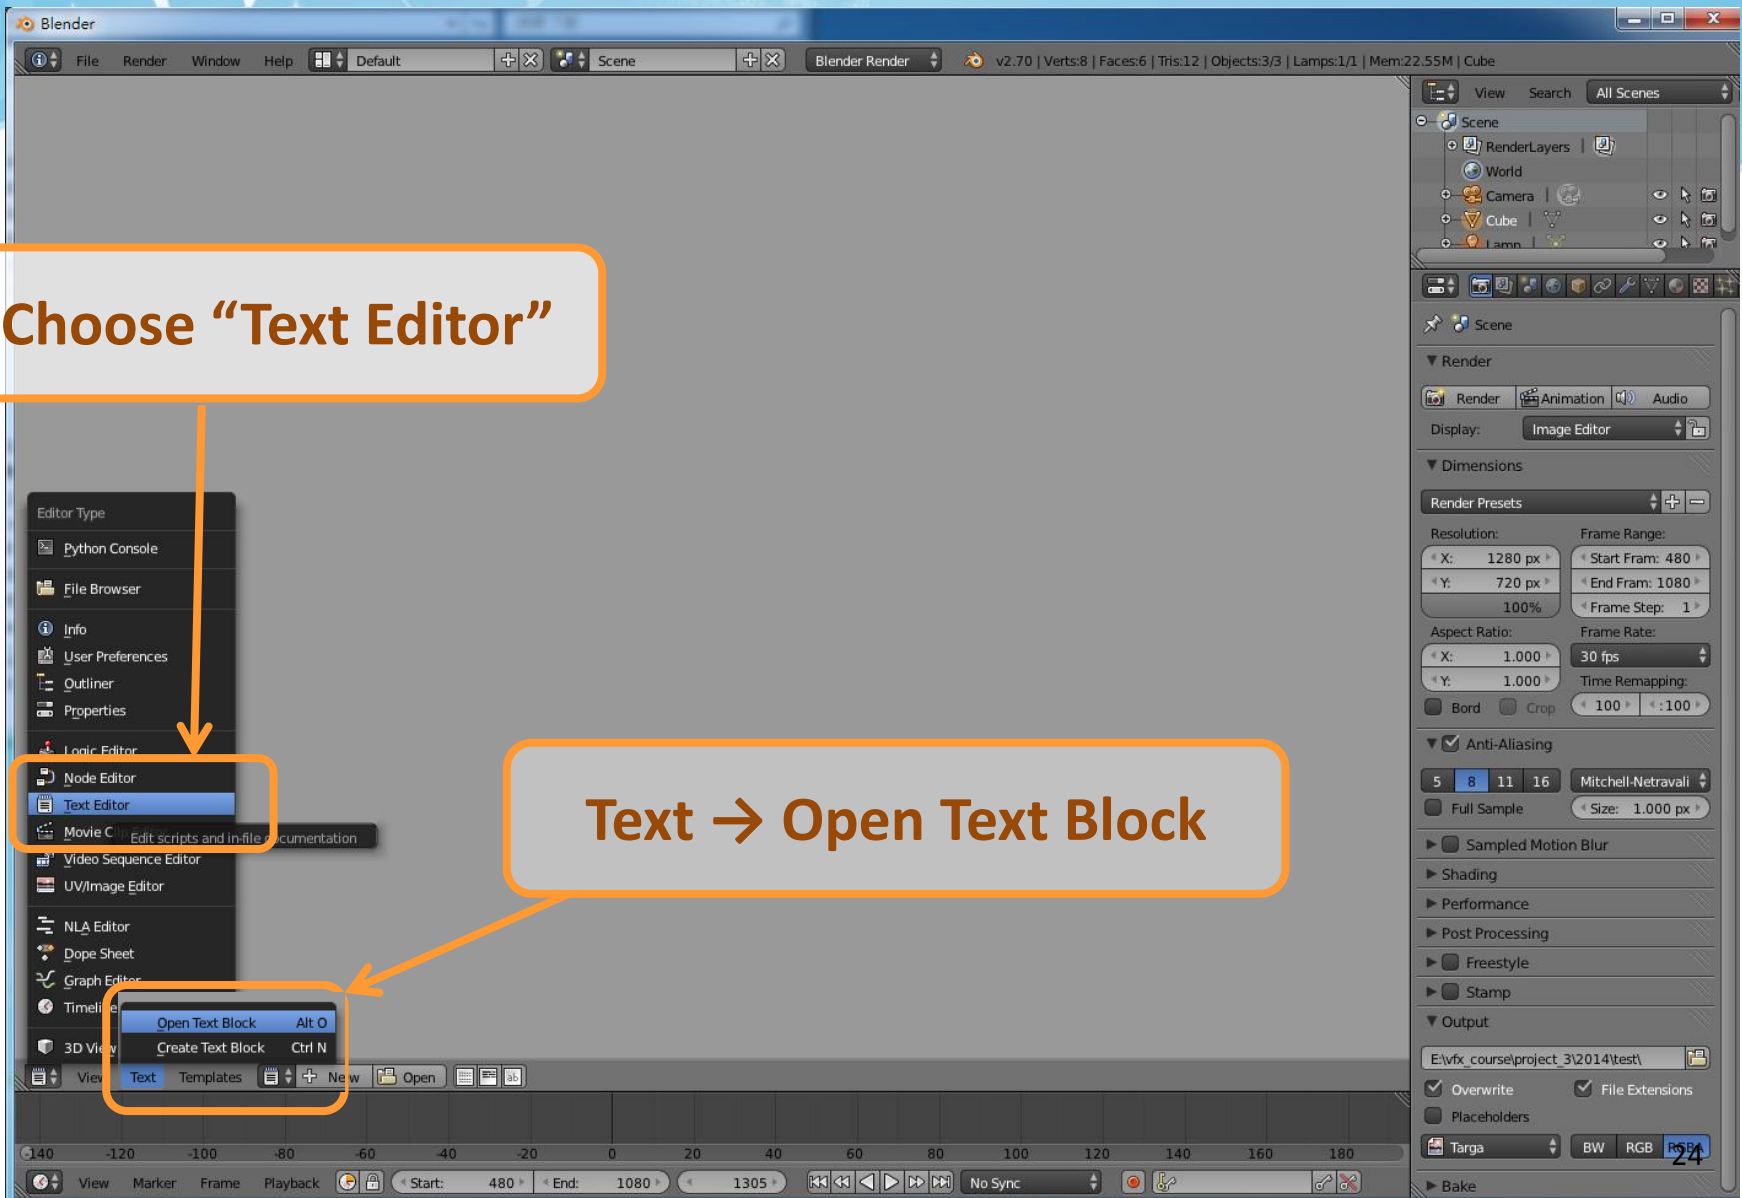 Blender
File Render Window Help Default Scene Blender Render v2.70 | Verts:8 | Faces:6 | Tris:12 | Objects:3/3 | Lamps:1/1 | Mem:22.55M | Cube
View Search All Scenes
Scene
RenderLayers
World
Camera
Cube
Lamp
Choose “Text Editor”
Scene
Render
Render Animation Audio
Display: Image Editor
Dimensions
Render Presets
Resolution: Frame Range:
X: 1280 px Start Fram: 480
Y: 720 px End Fram: 1080
100% Frame Step: 1
Aspect Ratio: Frame Rate:
X: 1.000 30 fps
Y: 1.000 Time Remapping:
Bord Crop 100 :100
Anti-Aliasing
5 8 11 16 Mitchell-Netravali
Full Sample Size: 1.000 px
Sampled Motion Blur
Shading
Performance
Post Processing
Freestyle
Stamp
Output
E:\vfx_course\project_3\2014\test\
Overwrite File Extensions
Placeholders
Targa BW RGB RGBA
24
Bake
Editor Type
Python Console
File Browser
Info
User Preferences
Outliner
Properties
Logic Editor
Node Editor
Text Editor
Movie C
Edit scripts and in-file documentation
Video Sequence Editor
UV/Image Editor
NLA Editor
Dope Sheet
Graph Editor
Timeline
3D View
Text → Open Text Block
Open Text Block Alt O
Create Text Block Ctrl N
View Text Templates New Open
-140 -120 -100 -80 -60 -40 -20 0 20 40 60 80 100 120 140 160 180
View Marker Frame Playback Start: 480 End: 1080 1305 No Sync